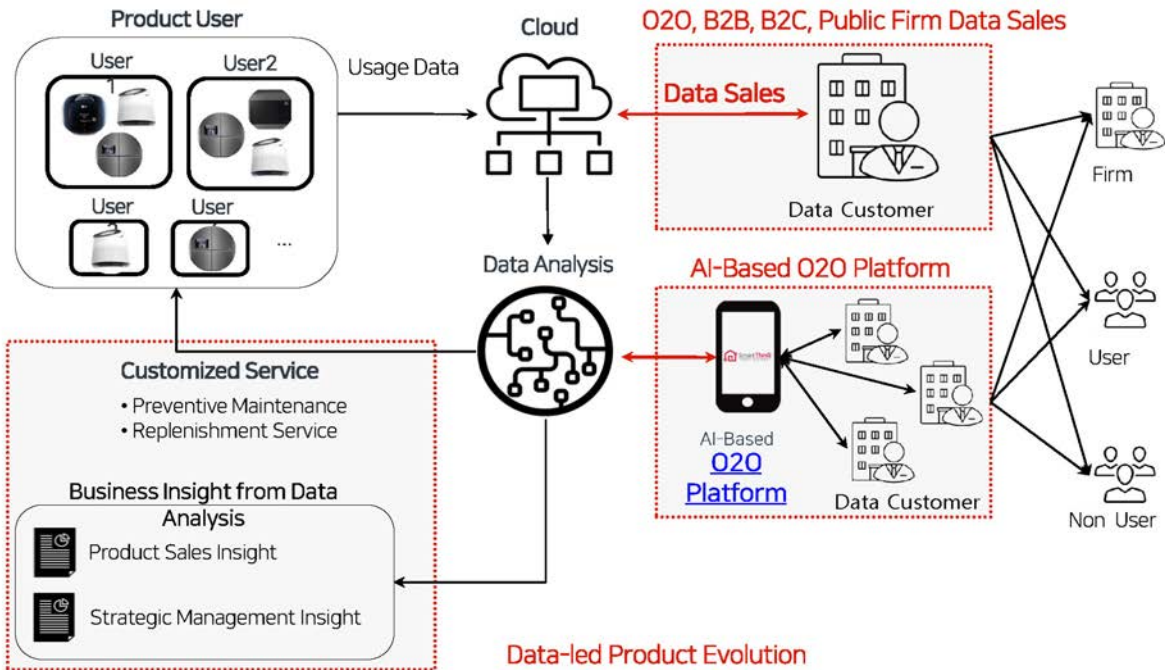 Product User
User
1
User2
User
User
...
Usage Data
Cloud
O2O, B2B, B2C, Public Firm Data Sales
Data Sales
Data Customer
Firm
User
Non User
Data Analysis
AI-Based O2O Platform
AI-Based
O2O
Platform
Data Customer
Customized Service
• Preventive Maintenance
• Replenishment Service
Business Insight from Data
Analysis
Product Sales Insight
Strategic Management Insight
Data-led Product Evolution